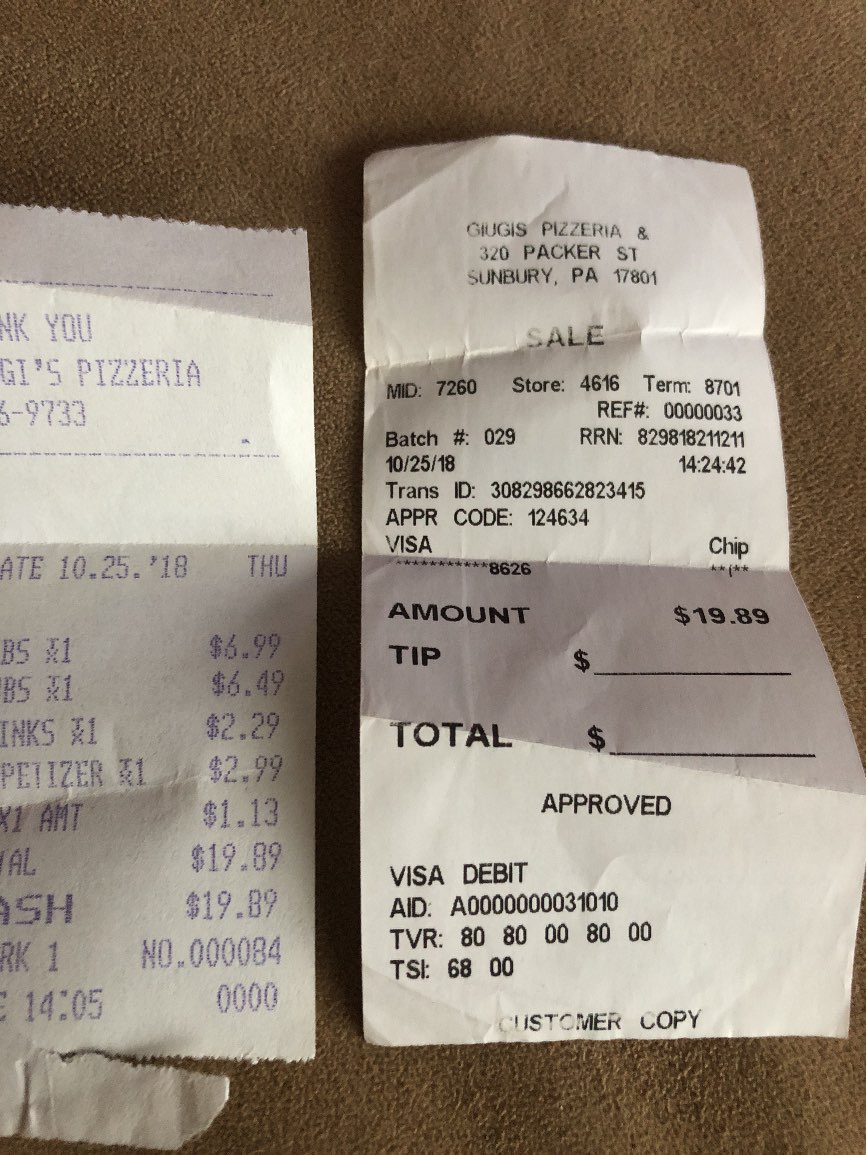 NK YOU
GI'S PIZZERIA
6-9733
ATE 10.25.'18 THU
BS X1 $6.99
BS X1 $6.49
INKS X1 $2.29
PETIZER X1 $2.99
X1 AMT $1.13
AL $19.89
ASH $19.89
RK 1 NO.000084
E 14:05 0000
GIUGIS PIZZERIA &
320 PACKER ST
SUNBURY, PA 17801
SALE
MID: 7260 Store: 4616 Term: 8701
REF#: 00000033
Batch #: 029 RRN: 829818211211
10/25/18 14:24:42
Trans ID: 308298662823415
APPR CODE: 124634
VISA Chip
************8626 **/**
AMOUNT $19.89
TIP $
TOTAL $
APPROVED
VISA DEBIT
AID: A0000000031010
TVR: 80 80 00 80 00
TSI: 68 00
CUSTOMER COPY